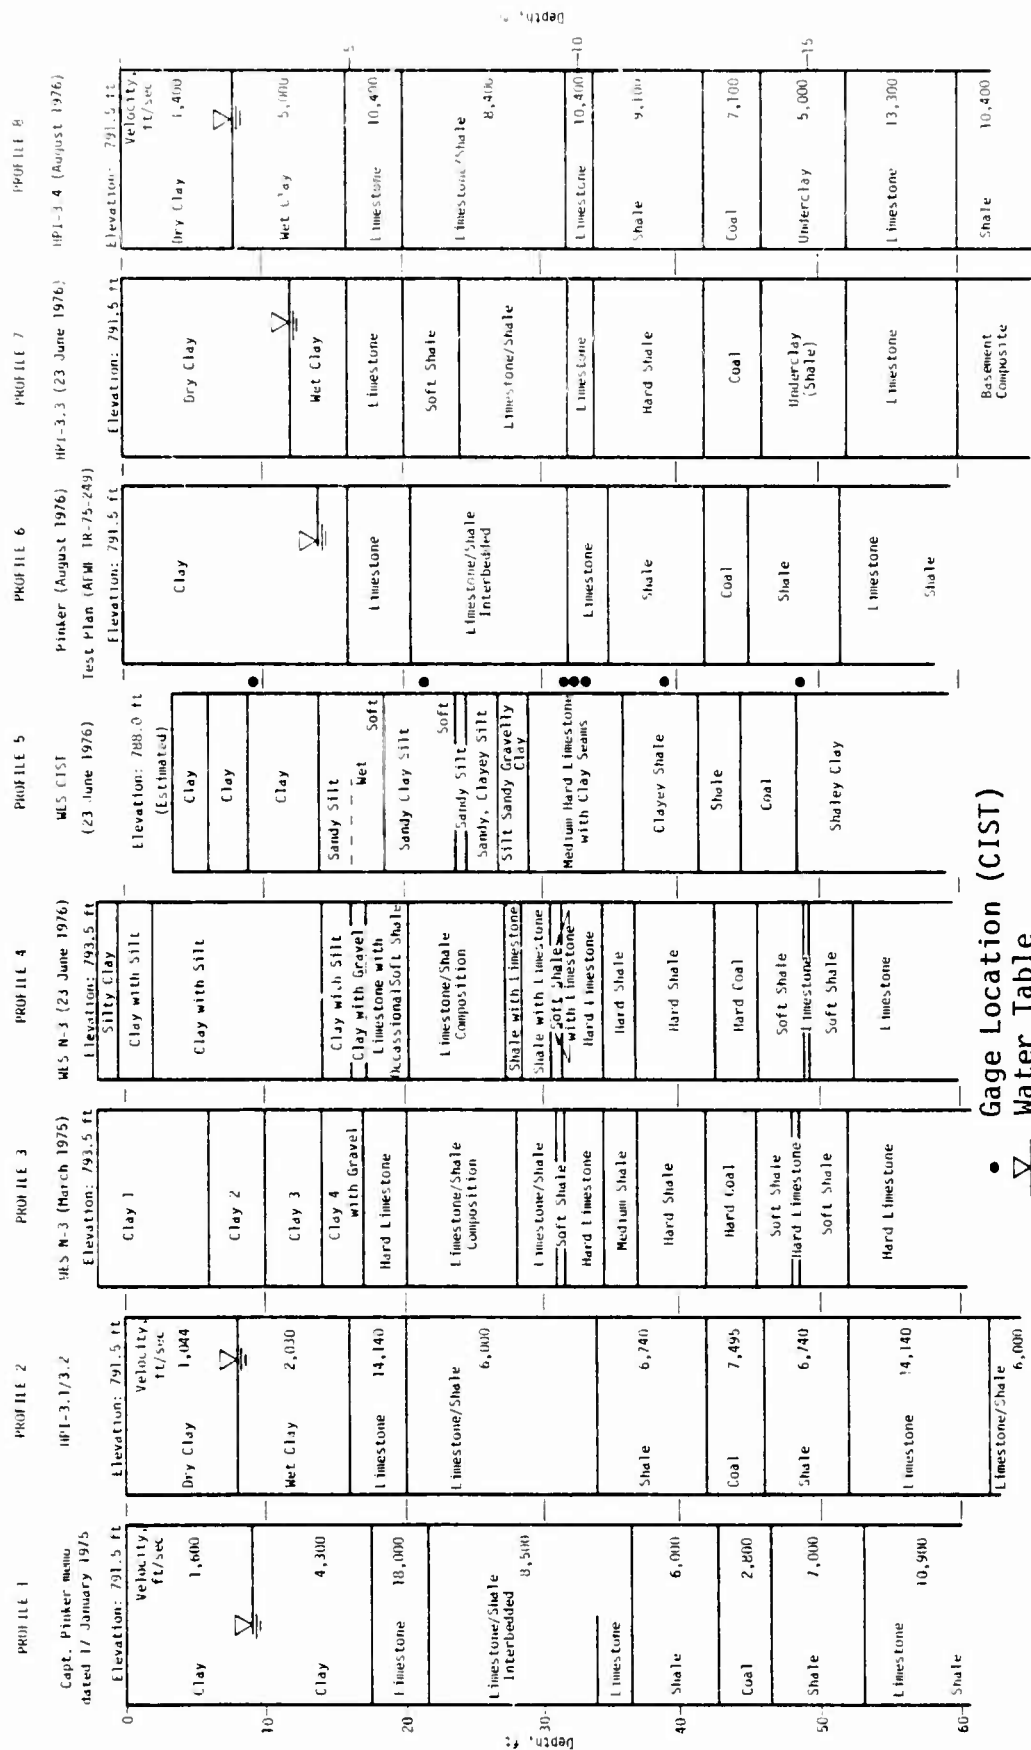 PROFILE 1
Capt. Pinker memo
dated 17 January 1975
Elevation: 791.5 ft
Velocity,
ft/sec
Clay
1,600
Clay
4,300
Limestone
18,000
Limestone/Shale
Interbedded
8,500
Limestone
Shale
6,000
Coal
2,800
Shale
7,000
Limestone
10,900
Shale
0
10
20
30
40
50
60
Depth, ft
PROFILE 2
HPI-3.1/3.2
Elevation: 791.5 ft
Velocity,
ft/sec
Dry Clay
1,044
Wet Clay
2,030
Limestone
14,140
Limestone/Shale
6,000
Shale
6,740
Coal
7,495
Shale
6,740
Limestone
14,140
Limestone/Shale
6,000
PROFILE 3
WES N-3 (March 1975)
Elevation: 793.5 ft
Clay 1
Clay 2
Clay 3
Clay 4
with Gravel
Hard Limestone
Limestone/Shale
Composition
Limestone/Shale
Soft Shale
Hard Limestone
Medium Shale
Hard Shale
Hard Coal
Soft Shale
Hard Limestone
Soft Shale
Hard Limestone
PROFILE 4
WES N-3 (23 June 1976)
Elevation: 793.5 ft
Silty Clay
Clay with Silt
Clay with Silt
Clay with Silt
Clay with Gravel
Limestone with
Occassional Soft Shale
Limestone/Shale
Composition
Shale with Limestone
Shale with Limestone
Soft Shale
with Limestone
Hard Limestone
Hard Shale
Hard Shale
Hard Coal
Soft Shale
Limestone
Soft Shale
Limestone
PROFILE 5
WES CIST
(23 June 1976)
Elevation: 788.0 ft
(Estimated)
Clay
Clay
Clay
Sandy Silt
Wet
Soft
Sandy Clay Silt
Soft
Sandy Silt
Sandy, Clayey Silt
Silt Sandy Gravelly
Clay
Medium Hard Limestone
with Clay Seams
Clayey Shale
Shale
Coal
Shaley Clay
PROFILE 6
Pinker (August 1976)
Test Plan (AFWL TR-75-249)
Elevation: 791.5 ft
Clay
Limestone
Limestone/Shale
Interbedded
Limestone
Shale
Coal
Shale
Limestone
Shale
PROFILE 7
HPI-3.3 (23 June 1976)
Elevation: 791.5 ft
Dry Clay
Wet Clay
Limestone
Soft Shale
Limestone/Shale
Limestone
Hard Shale
Coal
Underclay
(Shale)
Limestone
Basement
Composite
PROFILE 8
HPI-3.4 (August 1976)
Elevation: 791.5 ft
Velocity,
ft/sec
Dry Clay
1,400
Wet Clay
5,000
Limestone
10,400
Limestone/Shale
8,400
Limestone
10,400
Shale
9,100
Coal
7,100
Underclay
5,000
Limestone
13,300
Shale
10,400
5
10
15
Depth,
Gage Location (CIST)
Water Table